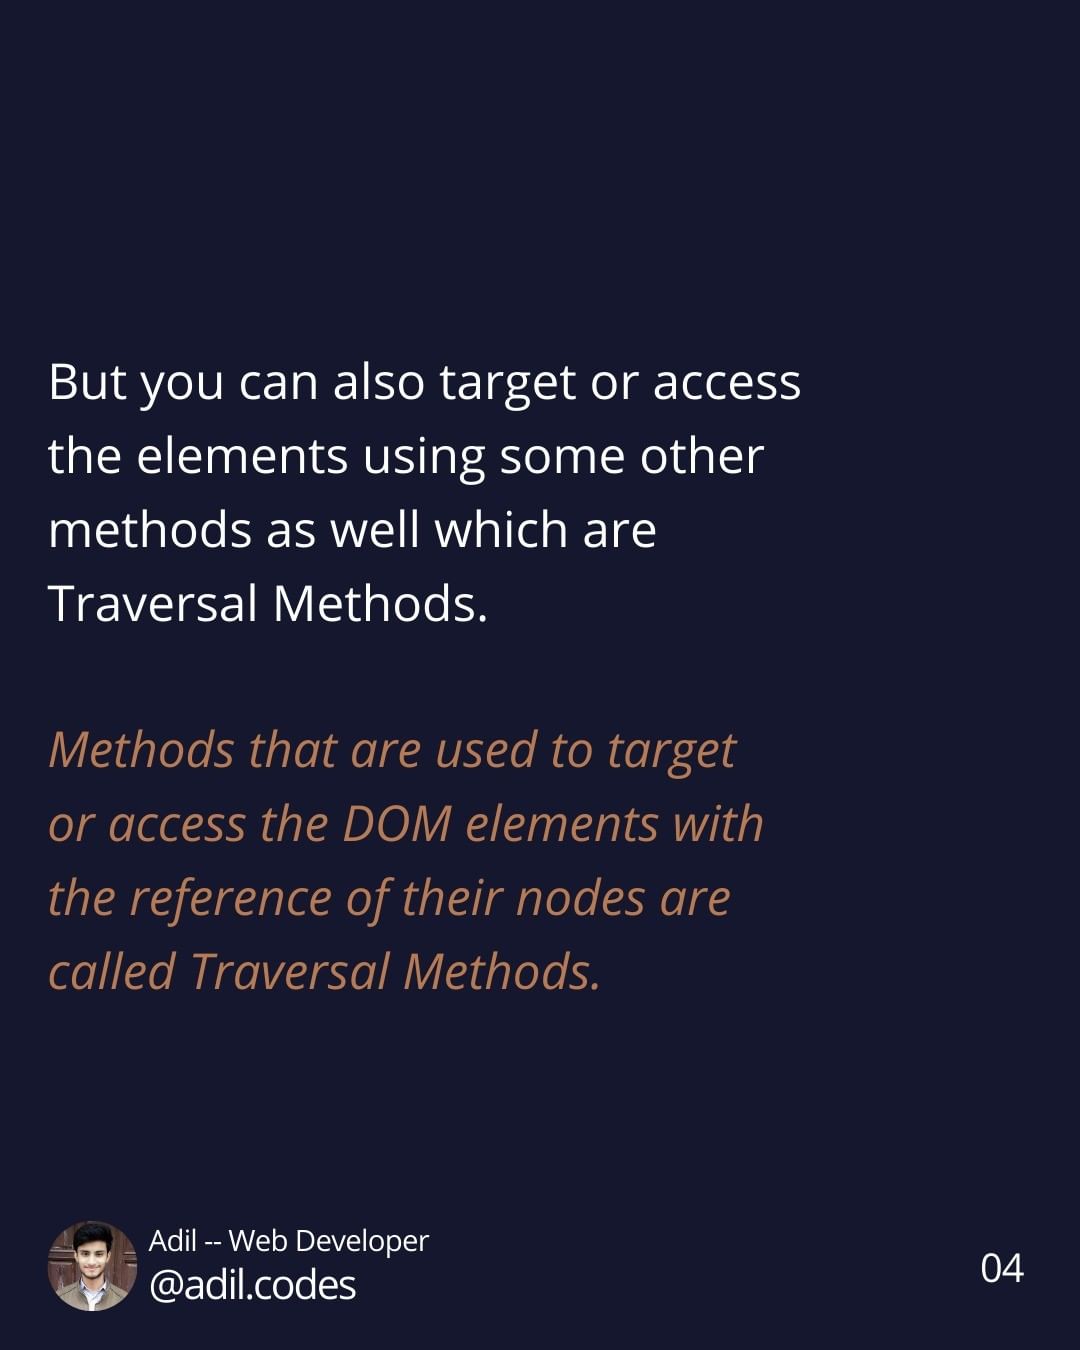 But you can also target or access
the elements using some other
methods as well which are
Traversal Methods.
Methods that are used to target
or access the DOM elements with
the reference of their nodes are
called Traversal Methods.
Adil -- Web Developer
@adil.codes
04